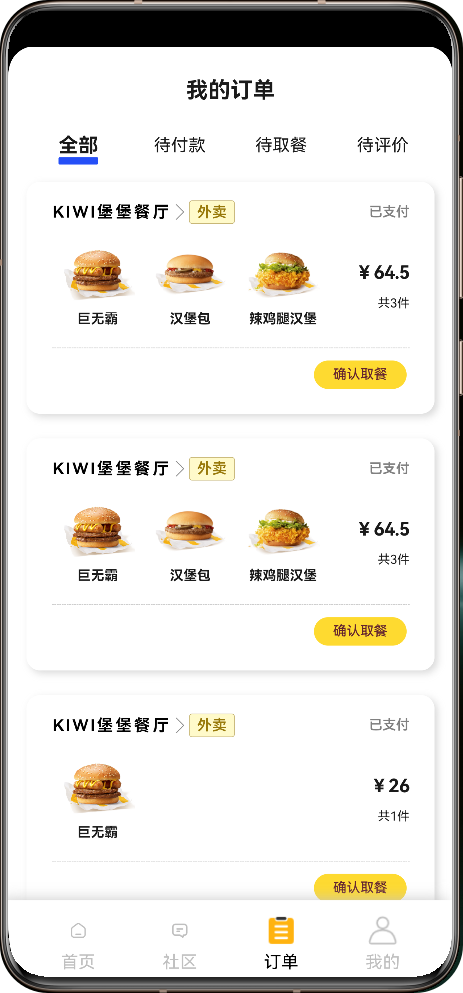 我的订单
全部 待付款 待取餐 待评价
KIWI堡堡餐厅 外卖 已支付
¥ 64.5
共3件
巨无霸 汉堡包 辣鸡腿汉堡
确认取餐
KIWI堡堡餐厅 外卖 已支付
¥ 64.5
共3件
巨无霸 汉堡包 辣鸡腿汉堡
确认取餐
KIWI堡堡餐厅 外卖 已支付
¥ 26
共1件
巨无霸
确认取餐
首页 社区 订单 我的